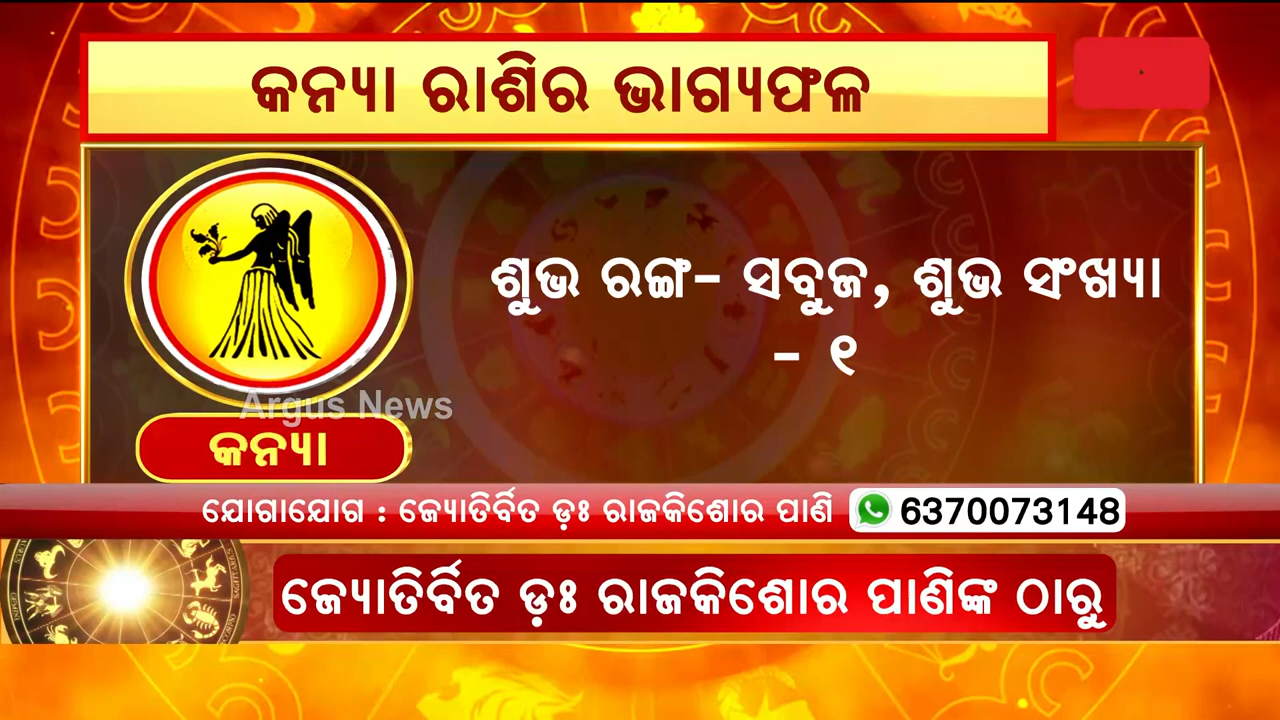 କନ୍ୟା ରାଶିର ଭାଗ୍ୟଫଳ
ଶୁଭ ରଙ୍ଗ- ସବୁଜ, ଶୁଭ ସଂଖ୍ୟା
- ୧
Argus News
କନ୍ୟା
ଯୋଗାଯୋଗ : ଜ୍ୟୋତିର୍ବିତ ଡ଼ଃ ରାଜକିଶୋର ପାଣି 6370073148
ଜ୍ୟୋତିର୍ବିତ ଡ଼ଃ ରାଜକିଶୋର ପାଣିଙ୍କ ଠାରୁ